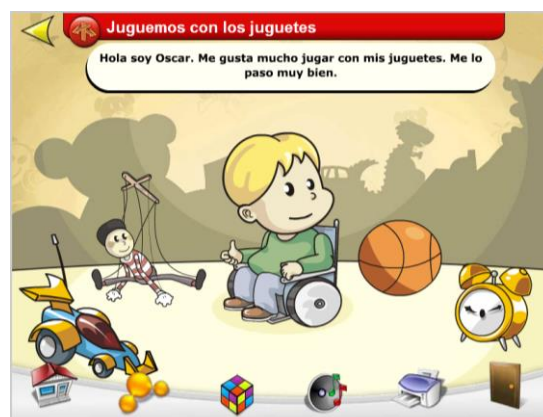 Juguemos con los juguetes
Hola soy Oscar. Me gusta mucho jugar con mis juguetes. Me lo
paso muy bien.